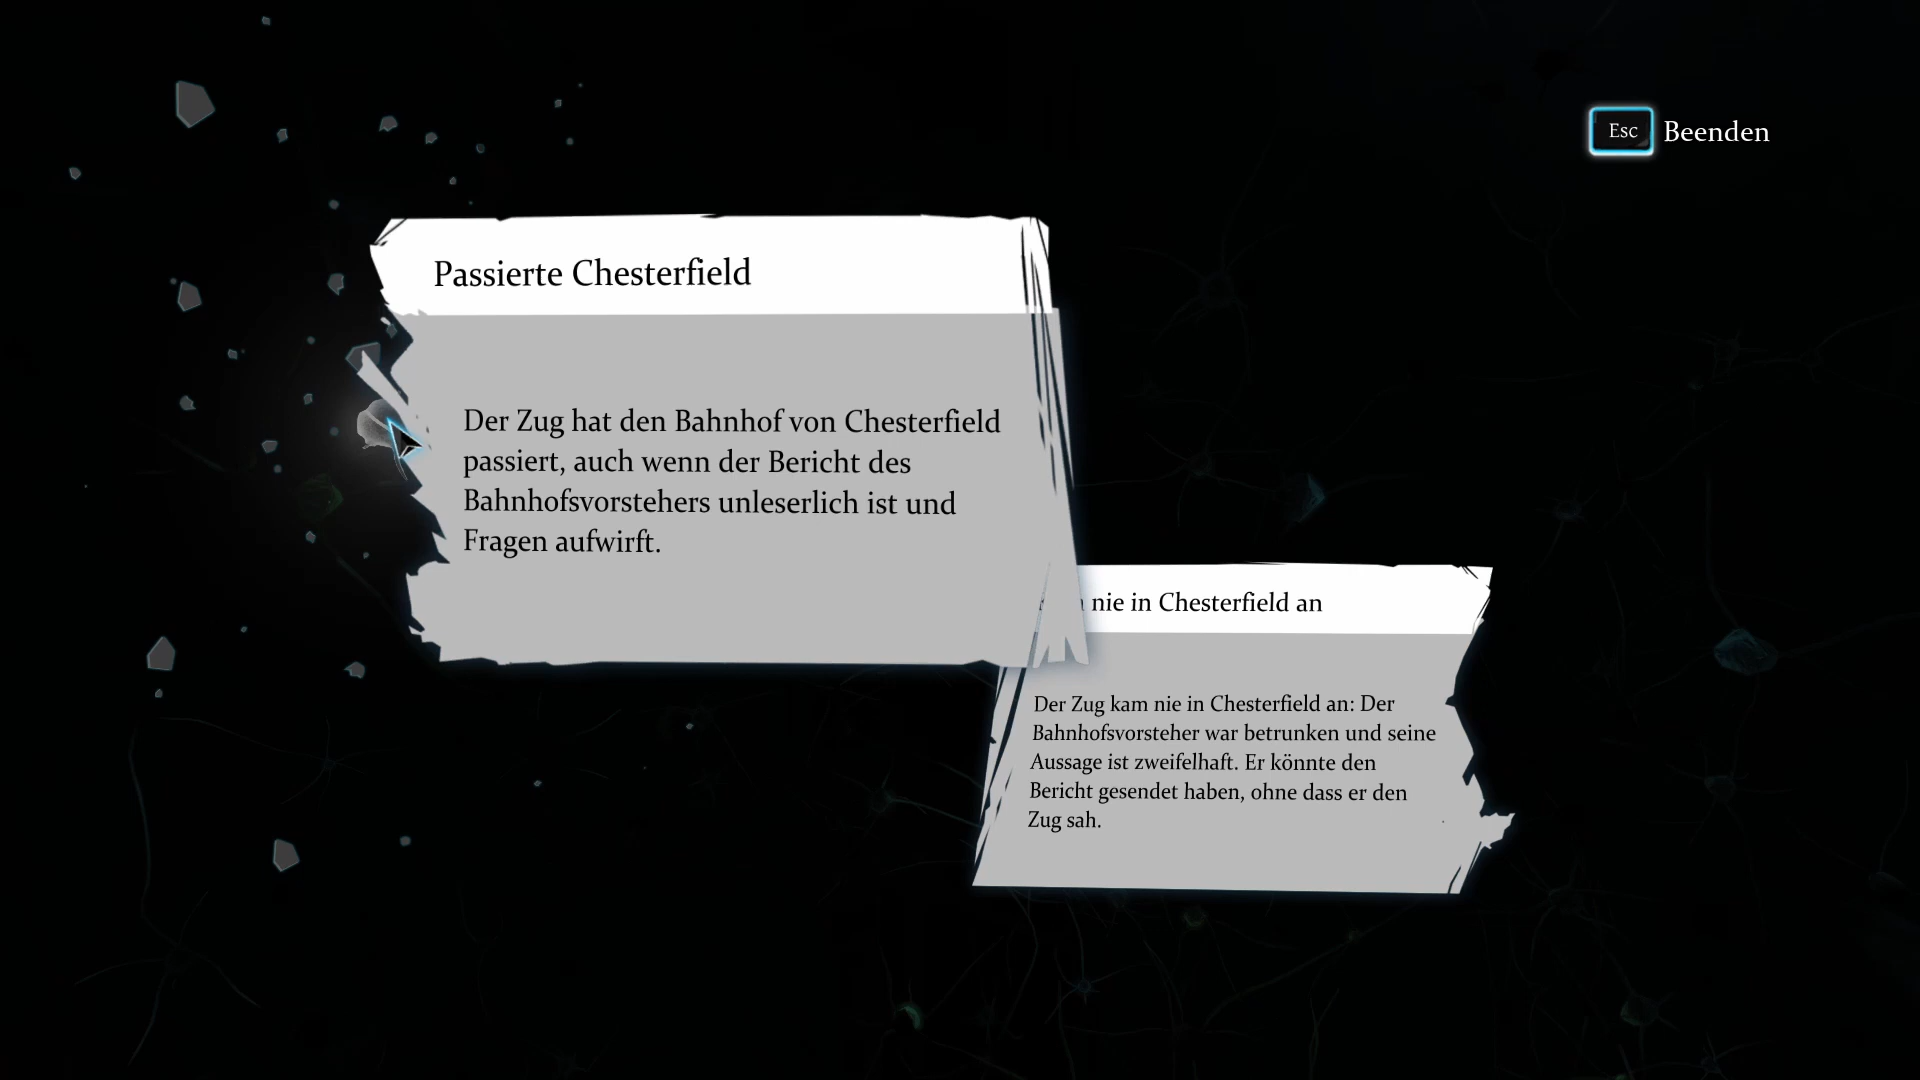 Esc Beenden
Passierte Chesterfield
Der Zug hat den Bahnhof von Chesterfield
passiert, auch wenn der Bericht des
Bahnhofsvorstehers unleserlich ist und
Fragen aufwirft.
nie in Chesterfield an
Der Zug kam nie in Chesterfield an: Der
Bahnhofsvorsteher war betrunken und seine
Aussage ist zweifelhaft. Er könnte den
Bericht gesendet haben, ohne dass er den
Zug sah.